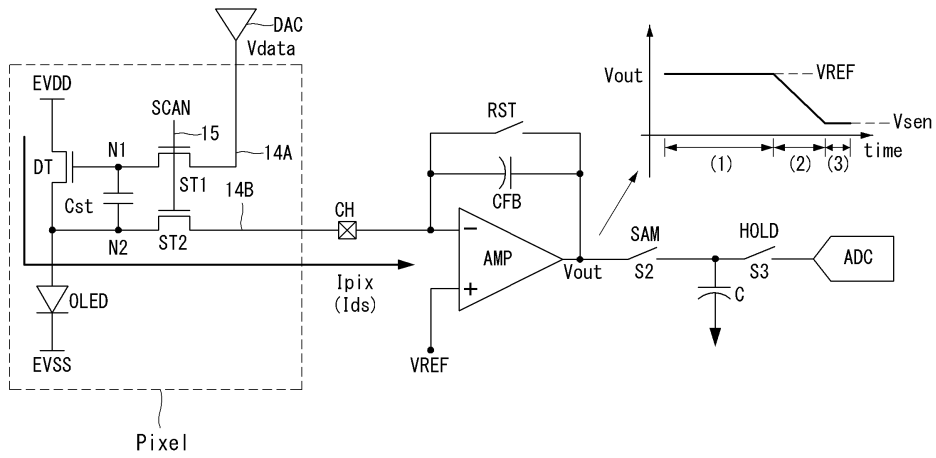 DAC
Vdata
EVDD
SCAN
15
DT
N1
ST1
14A
Cst
14B
N2
ST2
CH
OLED
EVSS
Ipix
(Ids)
Pixel
RST
CFB
AMP
VREF
Vout
SAM
S2
HOLD
S3
C
ADC
Vout
VREF
Vsen
time
(1)
(2)
(3)